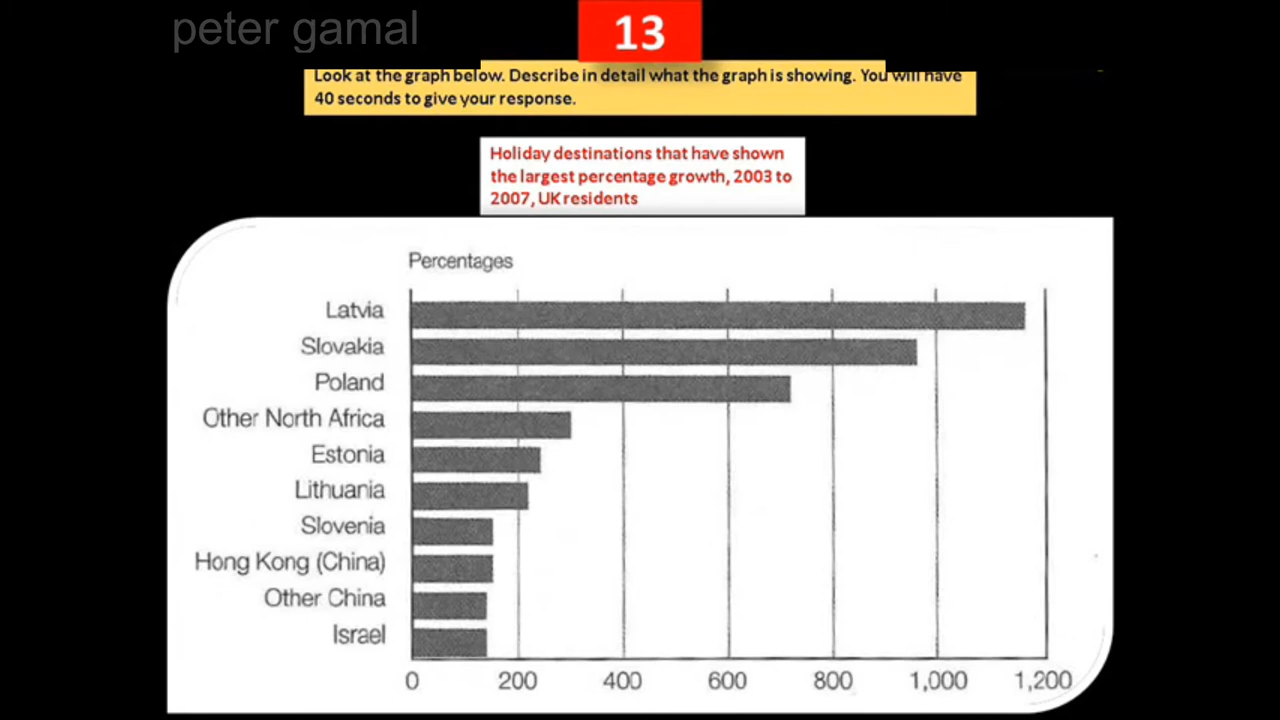 peter gamal
13
Look at the graph below. Describe in detail what the graph is showing. You will have
40 seconds to give your response.
Holiday destinations that have shown
the largest percentage growth, 2003 to
2007, UK residents
Percentages
Latvia
Slovakia
Poland
Other North Africa
Estonia
Lithuania
Slovenia
Hong Kong (China)
Other China
Israel
0 200 400 600 800 1,000 1,200